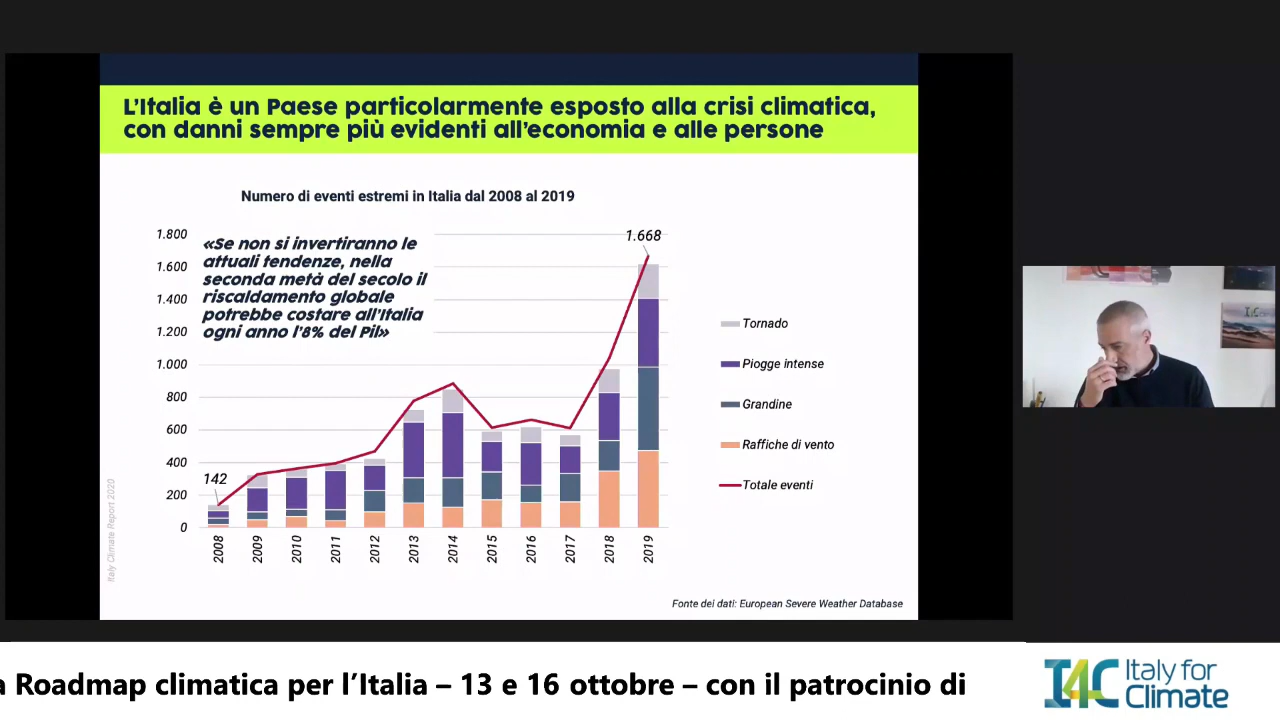 L'Italia è un Paese particolarmente esposto alla crisi climatica,
con danni sempre più evidenti all'economia e alle persone
Numero di eventi estremi in Italia dal 2008 al 2019
«Se non si invertiranno le
attuali tendenze, nella
seconda metà del secolo il
riscaldamento globale
potrebbe costare all'Italia
ogni anno l'8% del Pil»
1.800
1.600
1.400
1.200
1.000
800
600
400
200
0
142
1.668
2008
2009
2010
2011
2012
2013
2014
2015
2016
2017
2018
2019
Tornado
Piogge intense
Grandine
Raffiche di vento
Totale eventi
Italy Climate Report 2020
Fonte dei dati: European Severe Weather Database
I4C
a Roadmap climatica per l'Italia – 13 e 16 ottobre – con il patrocinio di
I4C Italy for
Climate